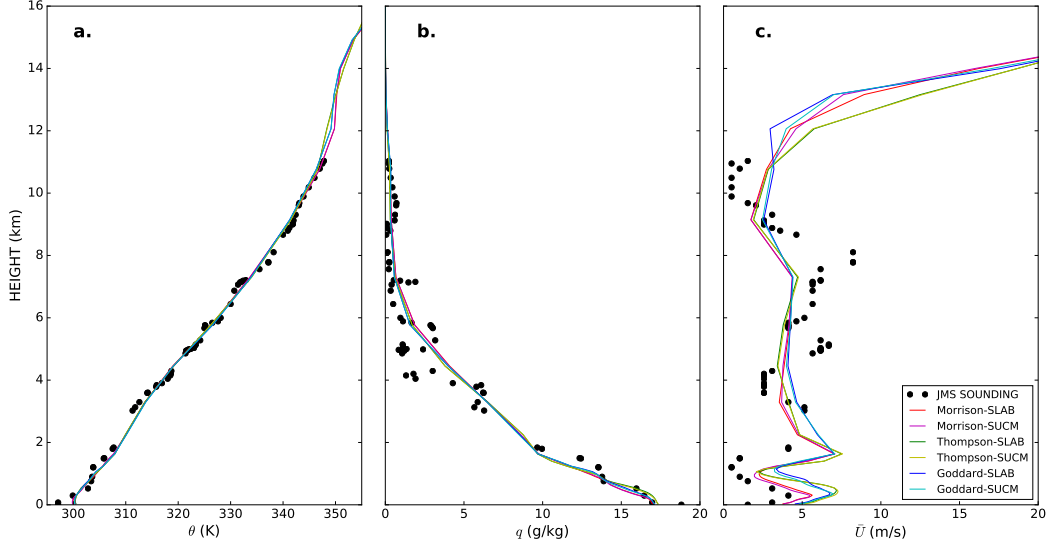 a.
b.
c.
16
14
12
10
8
6
4
2
0
HEIGHT (km)
300
310
320
330
340
350
θ (K)
0
5
10
15
20
q (g/kg)
0
5
10
15
20
Ū (m/s)
JMS SOUNDING
Morrison-SLAB
Morrison-SUCM
Thompson-SLAB
Thompson-SUCM
Goddard-SLAB
Goddard-SUCM